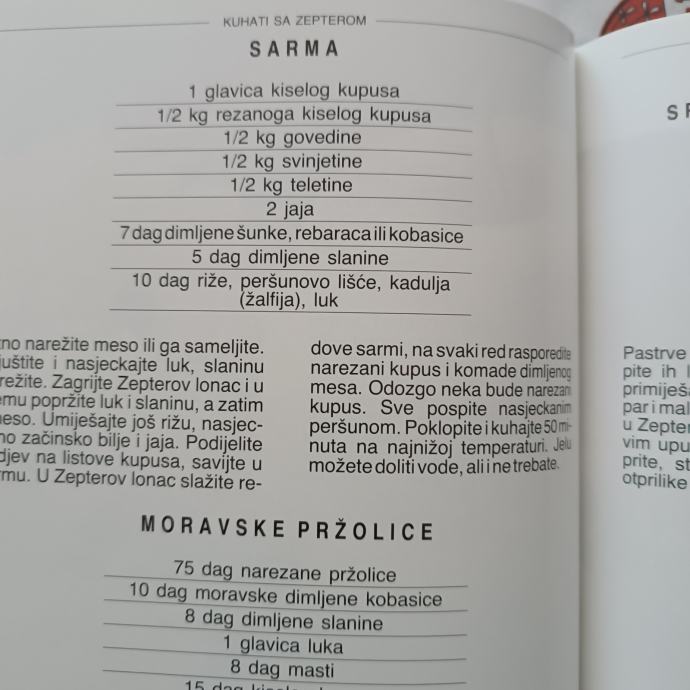 KUHATI SA ZEPTEROM
SARMA
1 glavica kiselog kupusa
1/2 kg rezanoga kiselog kupusa
1/2 kg govedine
1/2 kg svinjetine
1/2 kg teletine
2 jaja
7 dag dimljene šunke, rebaraca ili kobasice
5 dag dimljene slanine
10 dag riže, peršunovo lišće, kadulja
(žalfija), luk
tno narežite meso ili ga sameljite.
juštite i nasjeckajte luk, slaninu
režite. Zagrijte Zepterov lonac i u
emu popržite luk i slaninu, a zatim
meso. Umiješajte još rižu, nasjec-
no začinsko bilje i jaja. Podijelite
djev na listove kupusa, savijte u
rmu. U Zepterov lonac slažite re-
dove sarmi, na svaki red rasporedite
narezani kupus i komade dimljenog
mesa. Odozgo neka bude narezani
kupus. Sve pospite nasjeckanim
peršunom. Poklopite i kuhajte 50 mi-
nuta na najnižoj temperaturi. Jelu
možete doliti vode, ali i ne trebate.
MORAVSKE PRŽOLICE
75 dag narezane pržolice
10 dag moravske dimljene kobasice
8 dag dimljene slanine
1 glavica luka
8 dag masti
15 dag
S
Pastrve
pite ih
primiješ
par i mal
u Zepter
vim upu
prite, st
otprilike